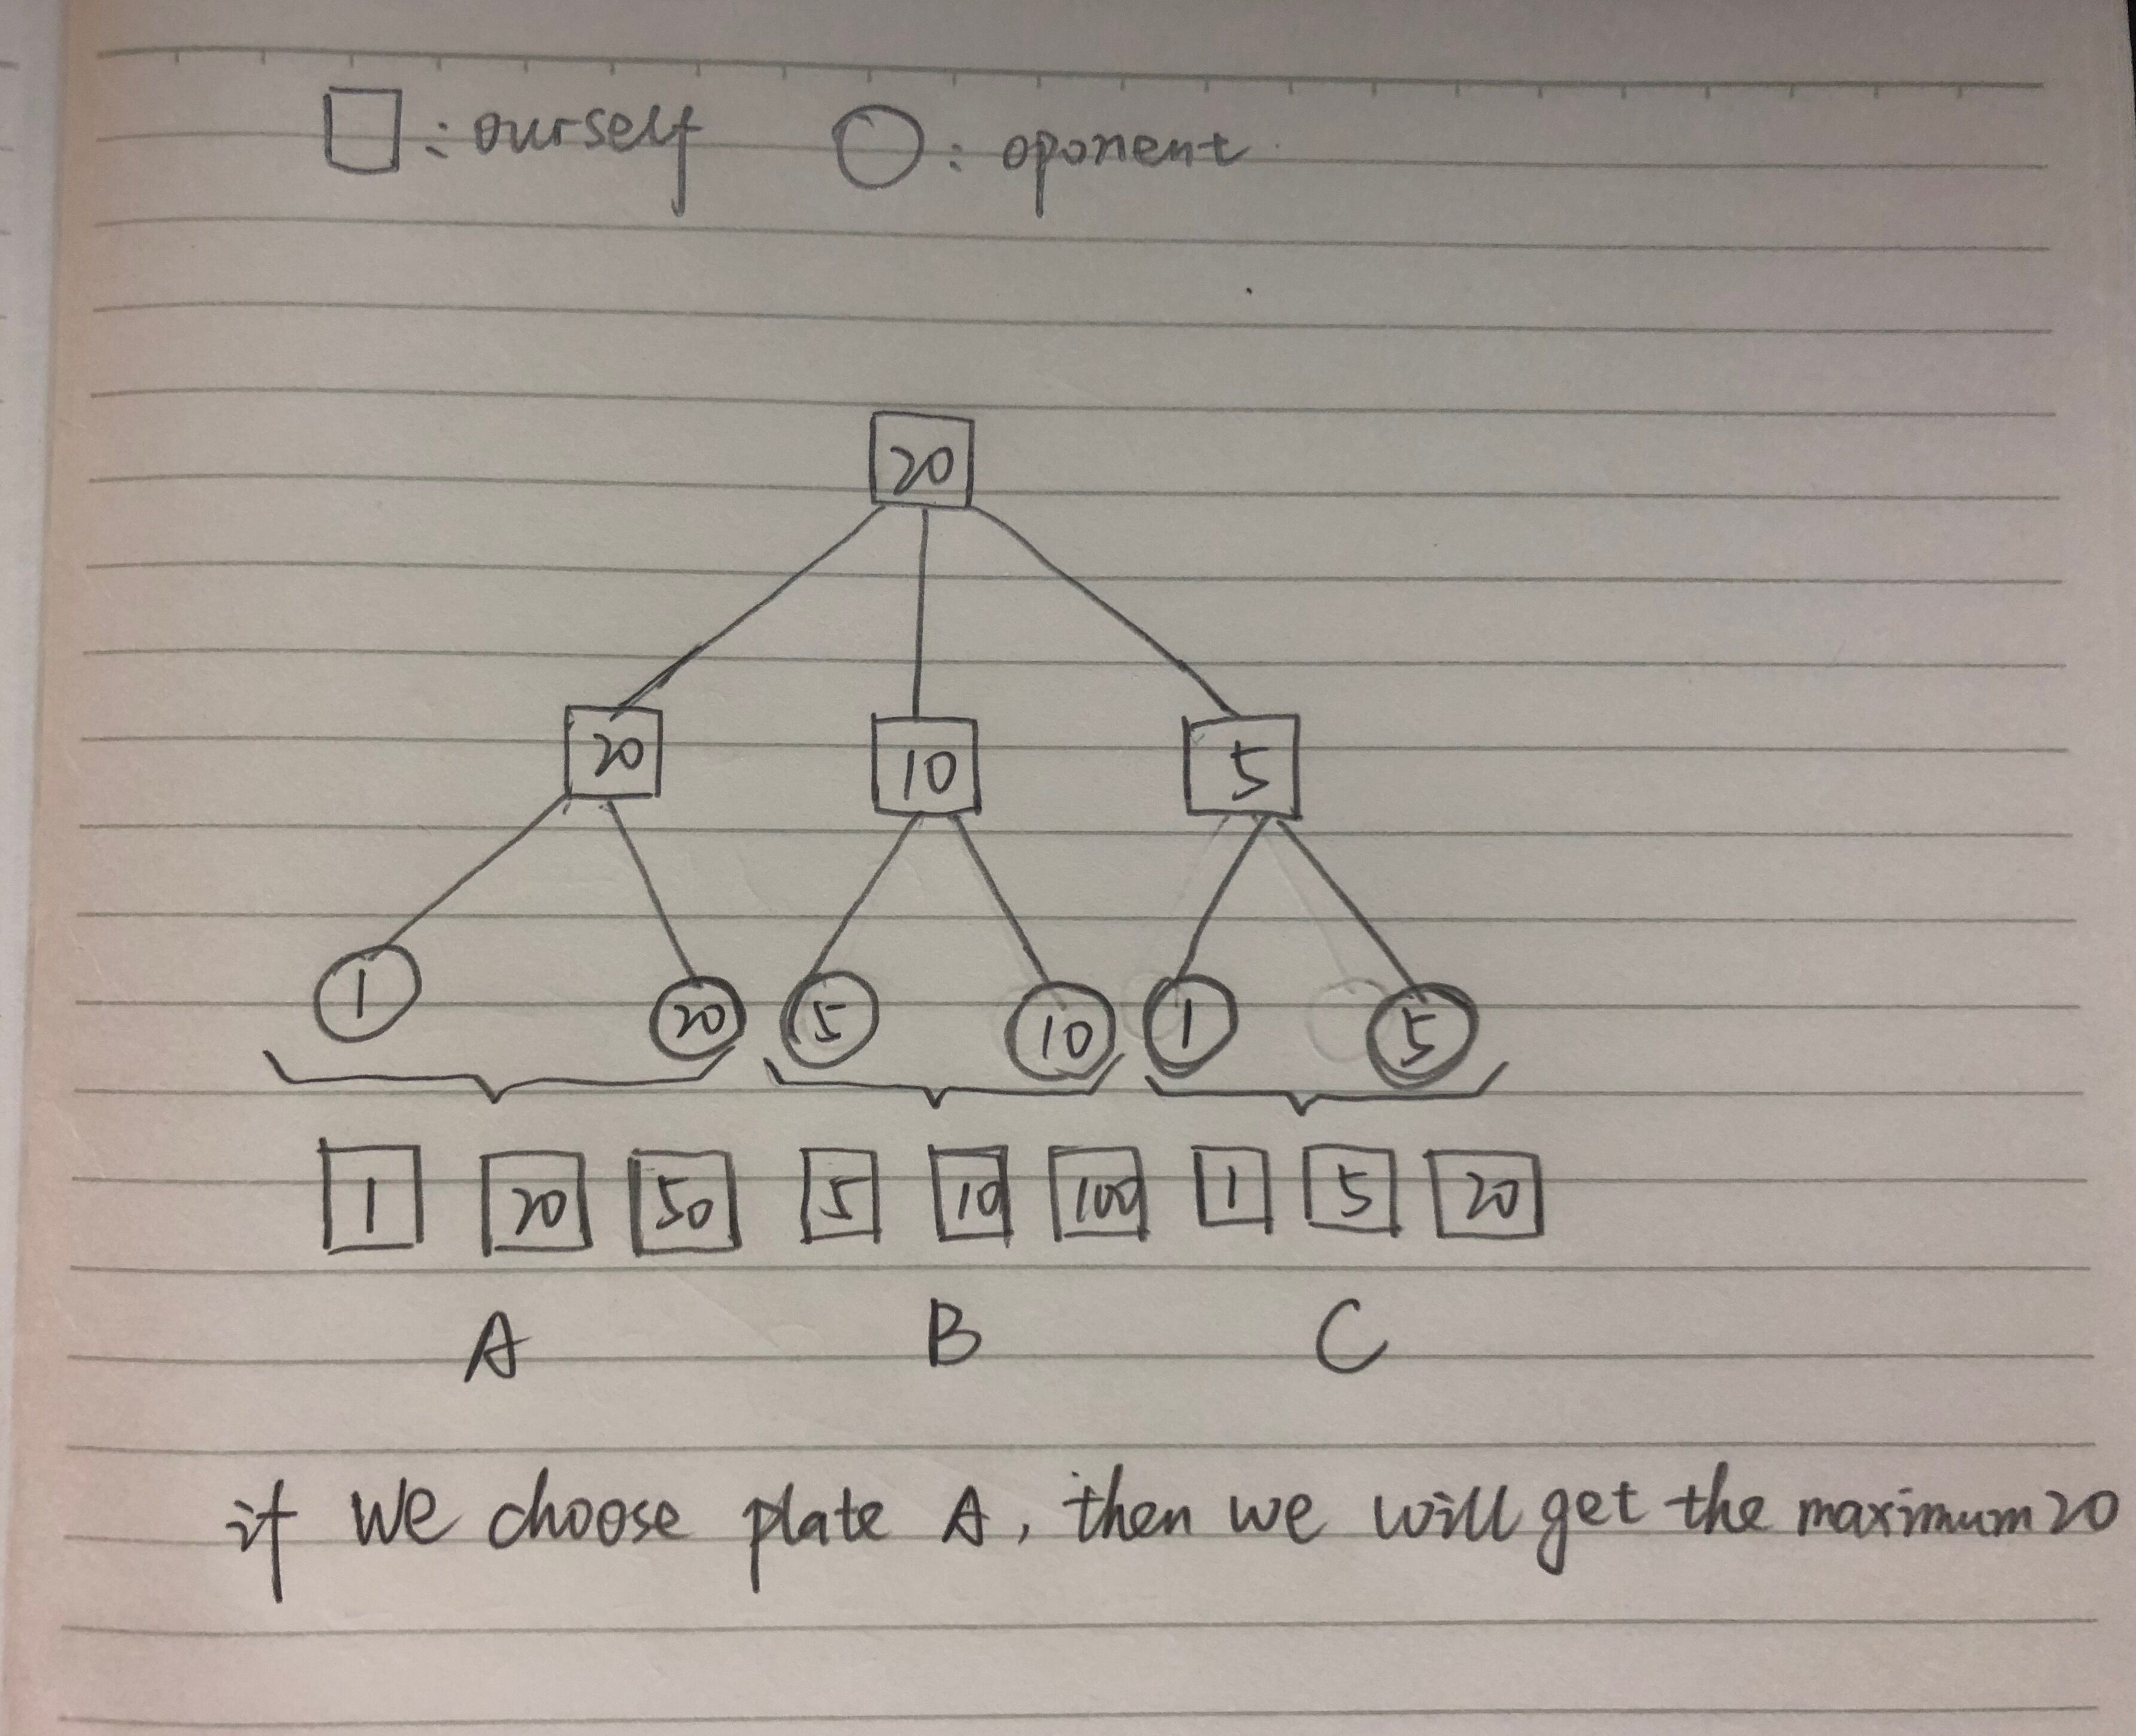 : ourself : oponent
20
20 10 5
1 20 5 10 1 5
1 20 50 5 10 100 1 5 20
A B C
if we choose plate A, then we will get the maximum 20